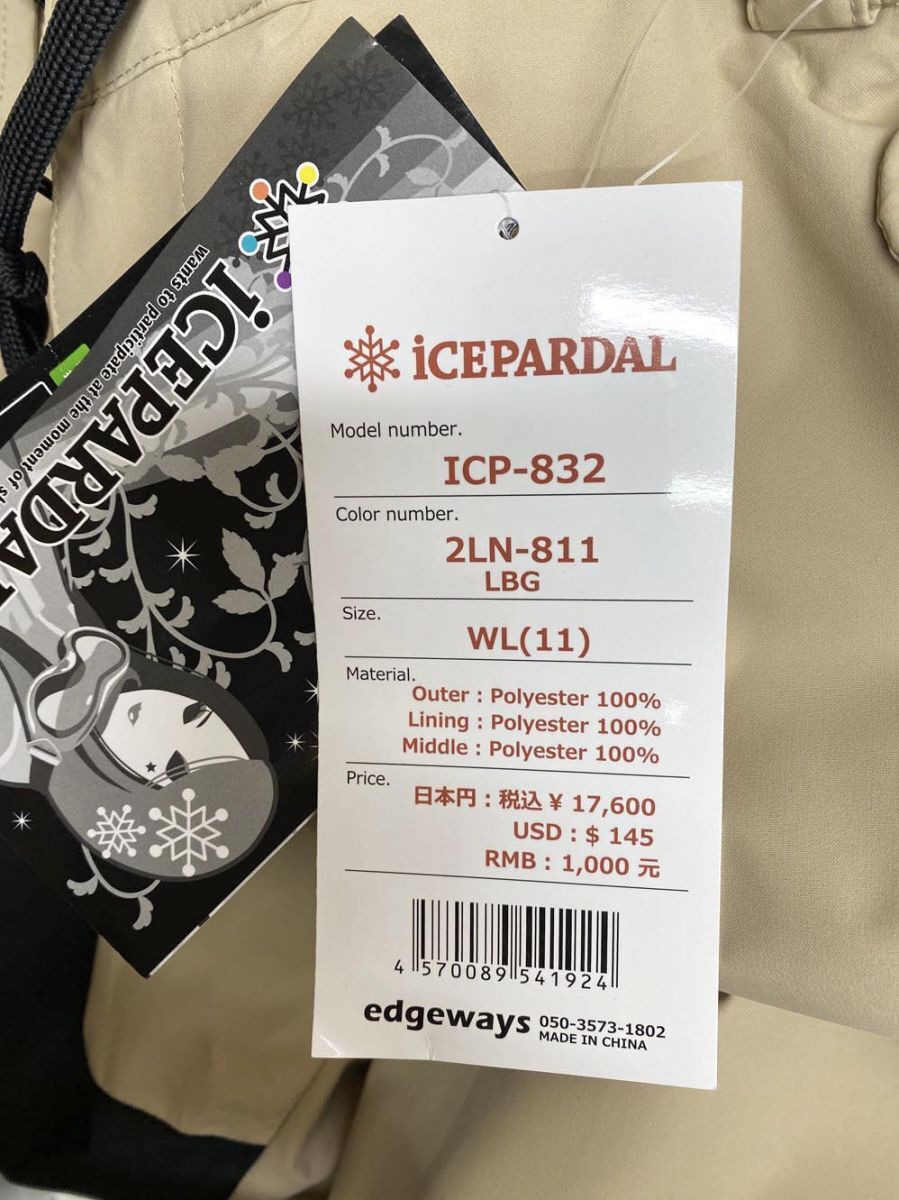 iCEPARDAL
Model number.
ICP-832
Color number.
2LN-811
LBG
Size.
WL(11)
Material.
Outer : Polyester 100%
Lining : Polyester 100%
Middle : Polyester 100%
Price.
日本円 : 税込 ¥ 17,600
USD : $ 145
RMB : 1,000 元
4 570089 541924
edgeways 050-3573-1802
MADE IN CHINA
iCEPARDAL
wants to participate at the moment of